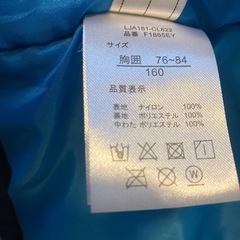 LJA161-CL622
品番 F1865EY
サイズ
胸囲 76~84
160
品質表示
表地 ナイロン 100%
裏地 ポリエステル 100%
中わた ポリエステル 100%